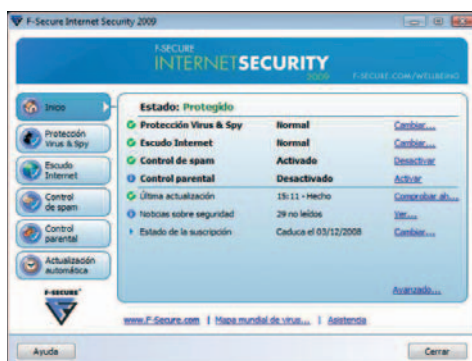 F-Secure Internet Security 2009
F-SECURE
INTERNETSECURITY
2009
F-SECURE.COM/WELLBEING
Inicio
Protección
Virus & Spy
Escudo
Internet
Control
de spam
Control
parental
Actualización
automática
F-SECURE
Estado: Protegido
Protección Virus & Spy Normal Cambiar...
Escudo Internet Normal Cambiar...
Control de spam Activado Desactivar
Control parental Desactivado Activar
Última actualización 15:11 - Hecho Comprobar ah...
Noticias sobre seguridad 29 no leídos Ver...
Estado de la suscripción Caduca el 03/12/2008 Cambiar...
Avanzado...
www.F-Secure.com | Mapa mundial de virus... | Asistencia
Ayuda Cerrar